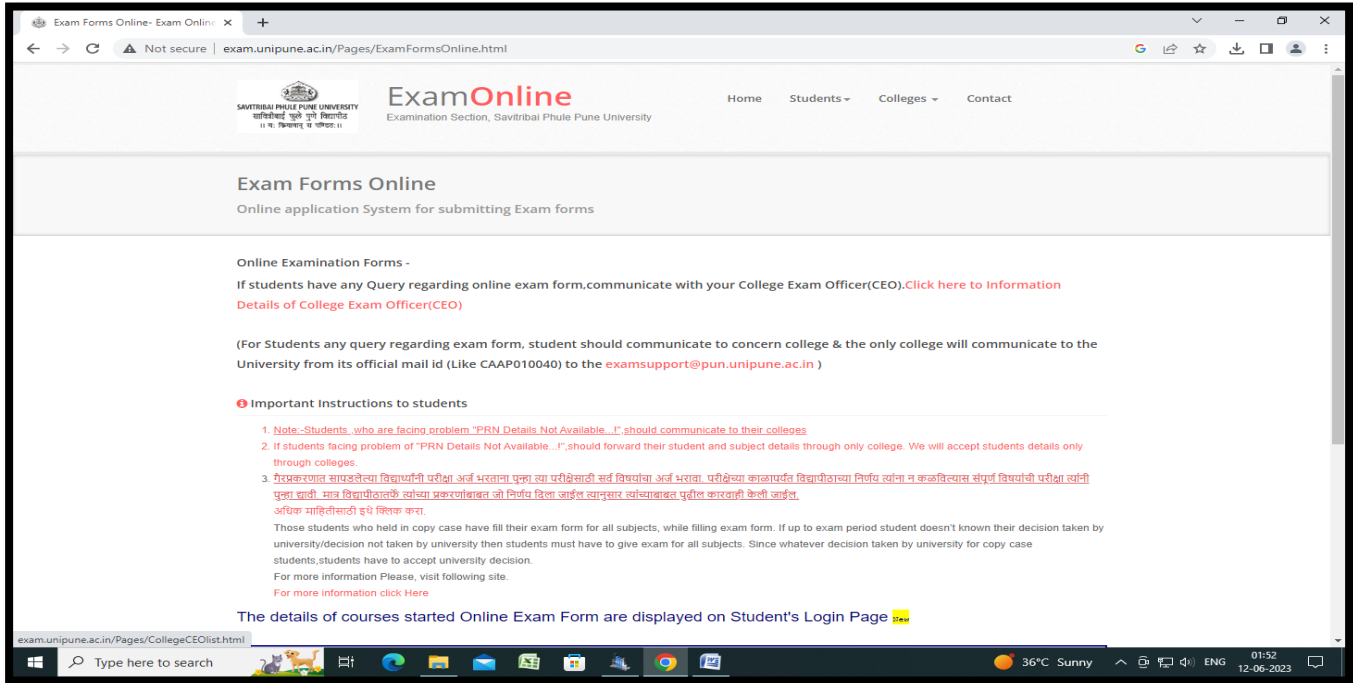 Exam Forms Online- Exam Online
Not secure | exam.unipune.ac.in/Pages/ExamFormsOnline.html
SAVITRIBAI PHULE PUNE UNIVERSITY
सावित्रीबाई फुले पुणे विद्यापीठ
।। य: क्रियावान् स पण्डित: ।।
ExamOnline
Examination Section, Savitribai Phule Pune University
Home Students Colleges Contact
Exam Forms Online
Online application System for submitting Exam forms
Online Examination Forms -
If students have any Query regarding online exam form,communicate with your College Exam Officer(CEO).Click here to Information
Details of College Exam Officer(CEO)
(For Students any query regarding exam form, student should communicate to concern college & the only college will communicate to the
University from its official mail id (Like CAAP010040) to the examsupport@pun.unipune.ac.in )
Important Instructions to students
1. Note:-Students ,who are facing problem "PRN Details Not Available...!",should communicate to their colleges
2. If students facing problem of "PRN Details Not Available...!",should forward their student and subject details through only college. We will accept students details only
through colleges.
3. गैरप्रकरणात सापडलेल्या विद्यार्थ्यांनी परीक्षा अर्ज भरताना पुन्हा त्या परीक्षेसाठी सर्व विषयांचा अर्ज भरावा. परीक्षेच्या काळापर्यंत विद्यापीठाच्या निर्णय त्यांना न कळविल्यास संपूर्ण विषयांची परीक्षा त्यांनी
पुन्हा द्यावी. मात्र विद्यापीठातर्फे त्यांच्या प्रकरणांबाबत जो निर्णय दिला जाईल त्यानुसार त्यांच्याबाबत पुढील कारवाही केली जाईल.
अधिक माहितीसाठी इथे क्लिक करा.
Those students who held in copy case have fill their exam form for all subjects, while filling exam form. If up to exam period student doesn't known their decision taken by
university/decision not taken by university then students must have to give exam for all subjects. Since whatever decision taken by university for copy case
students,students have to accept university decision.
For more information Please, visit following site.
For more information click Here
The details of courses started Online Exam Form are displayed on Student's Login Page New
exam.unipune.ac.in/Pages/CollegeCEOlist.html
Type here to search
36°C Sunny
ENG
01:52
12-06-2023